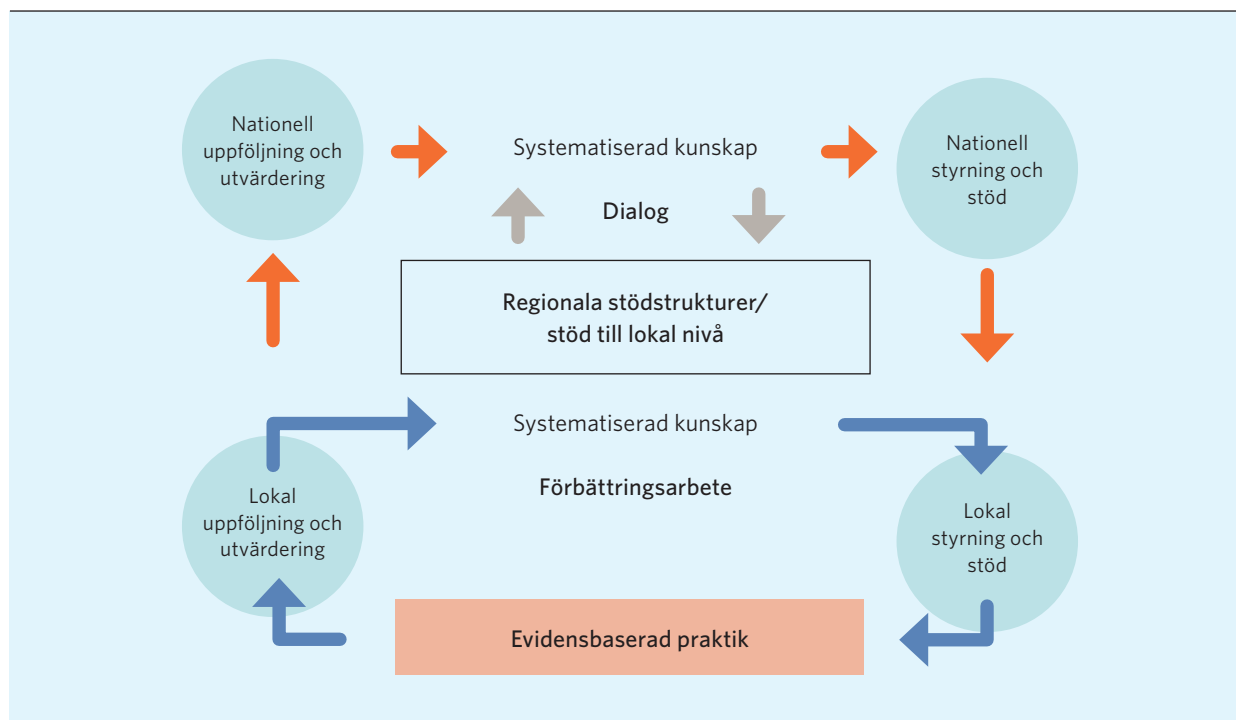 Nationell
uppföljning och
utvärdering
Systematiserad kunskap
Nationell
styrning och
stöd
Dialog
Regionala stödstrukturer/
stöd till lokal nivå
Systematiserad kunskap
Förbättringsarbete
Lokal
uppföljning och
utvärdering
Lokal
styrning och
stöd
Evidensbaserad praktik